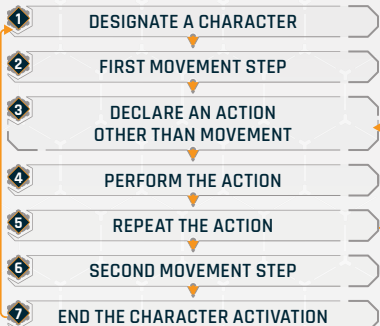 1 DESIGNATE A CHARACTER
2 FIRST MOVEMENT STEP
3 DECLARE AN ACTION
OTHER THAN MOVEMENT
4 PERFORM THE ACTION
5 REPEAT THE ACTION
6 SECOND MOVEMENT STEP
7 END THE CHARACTER ACTIVATION